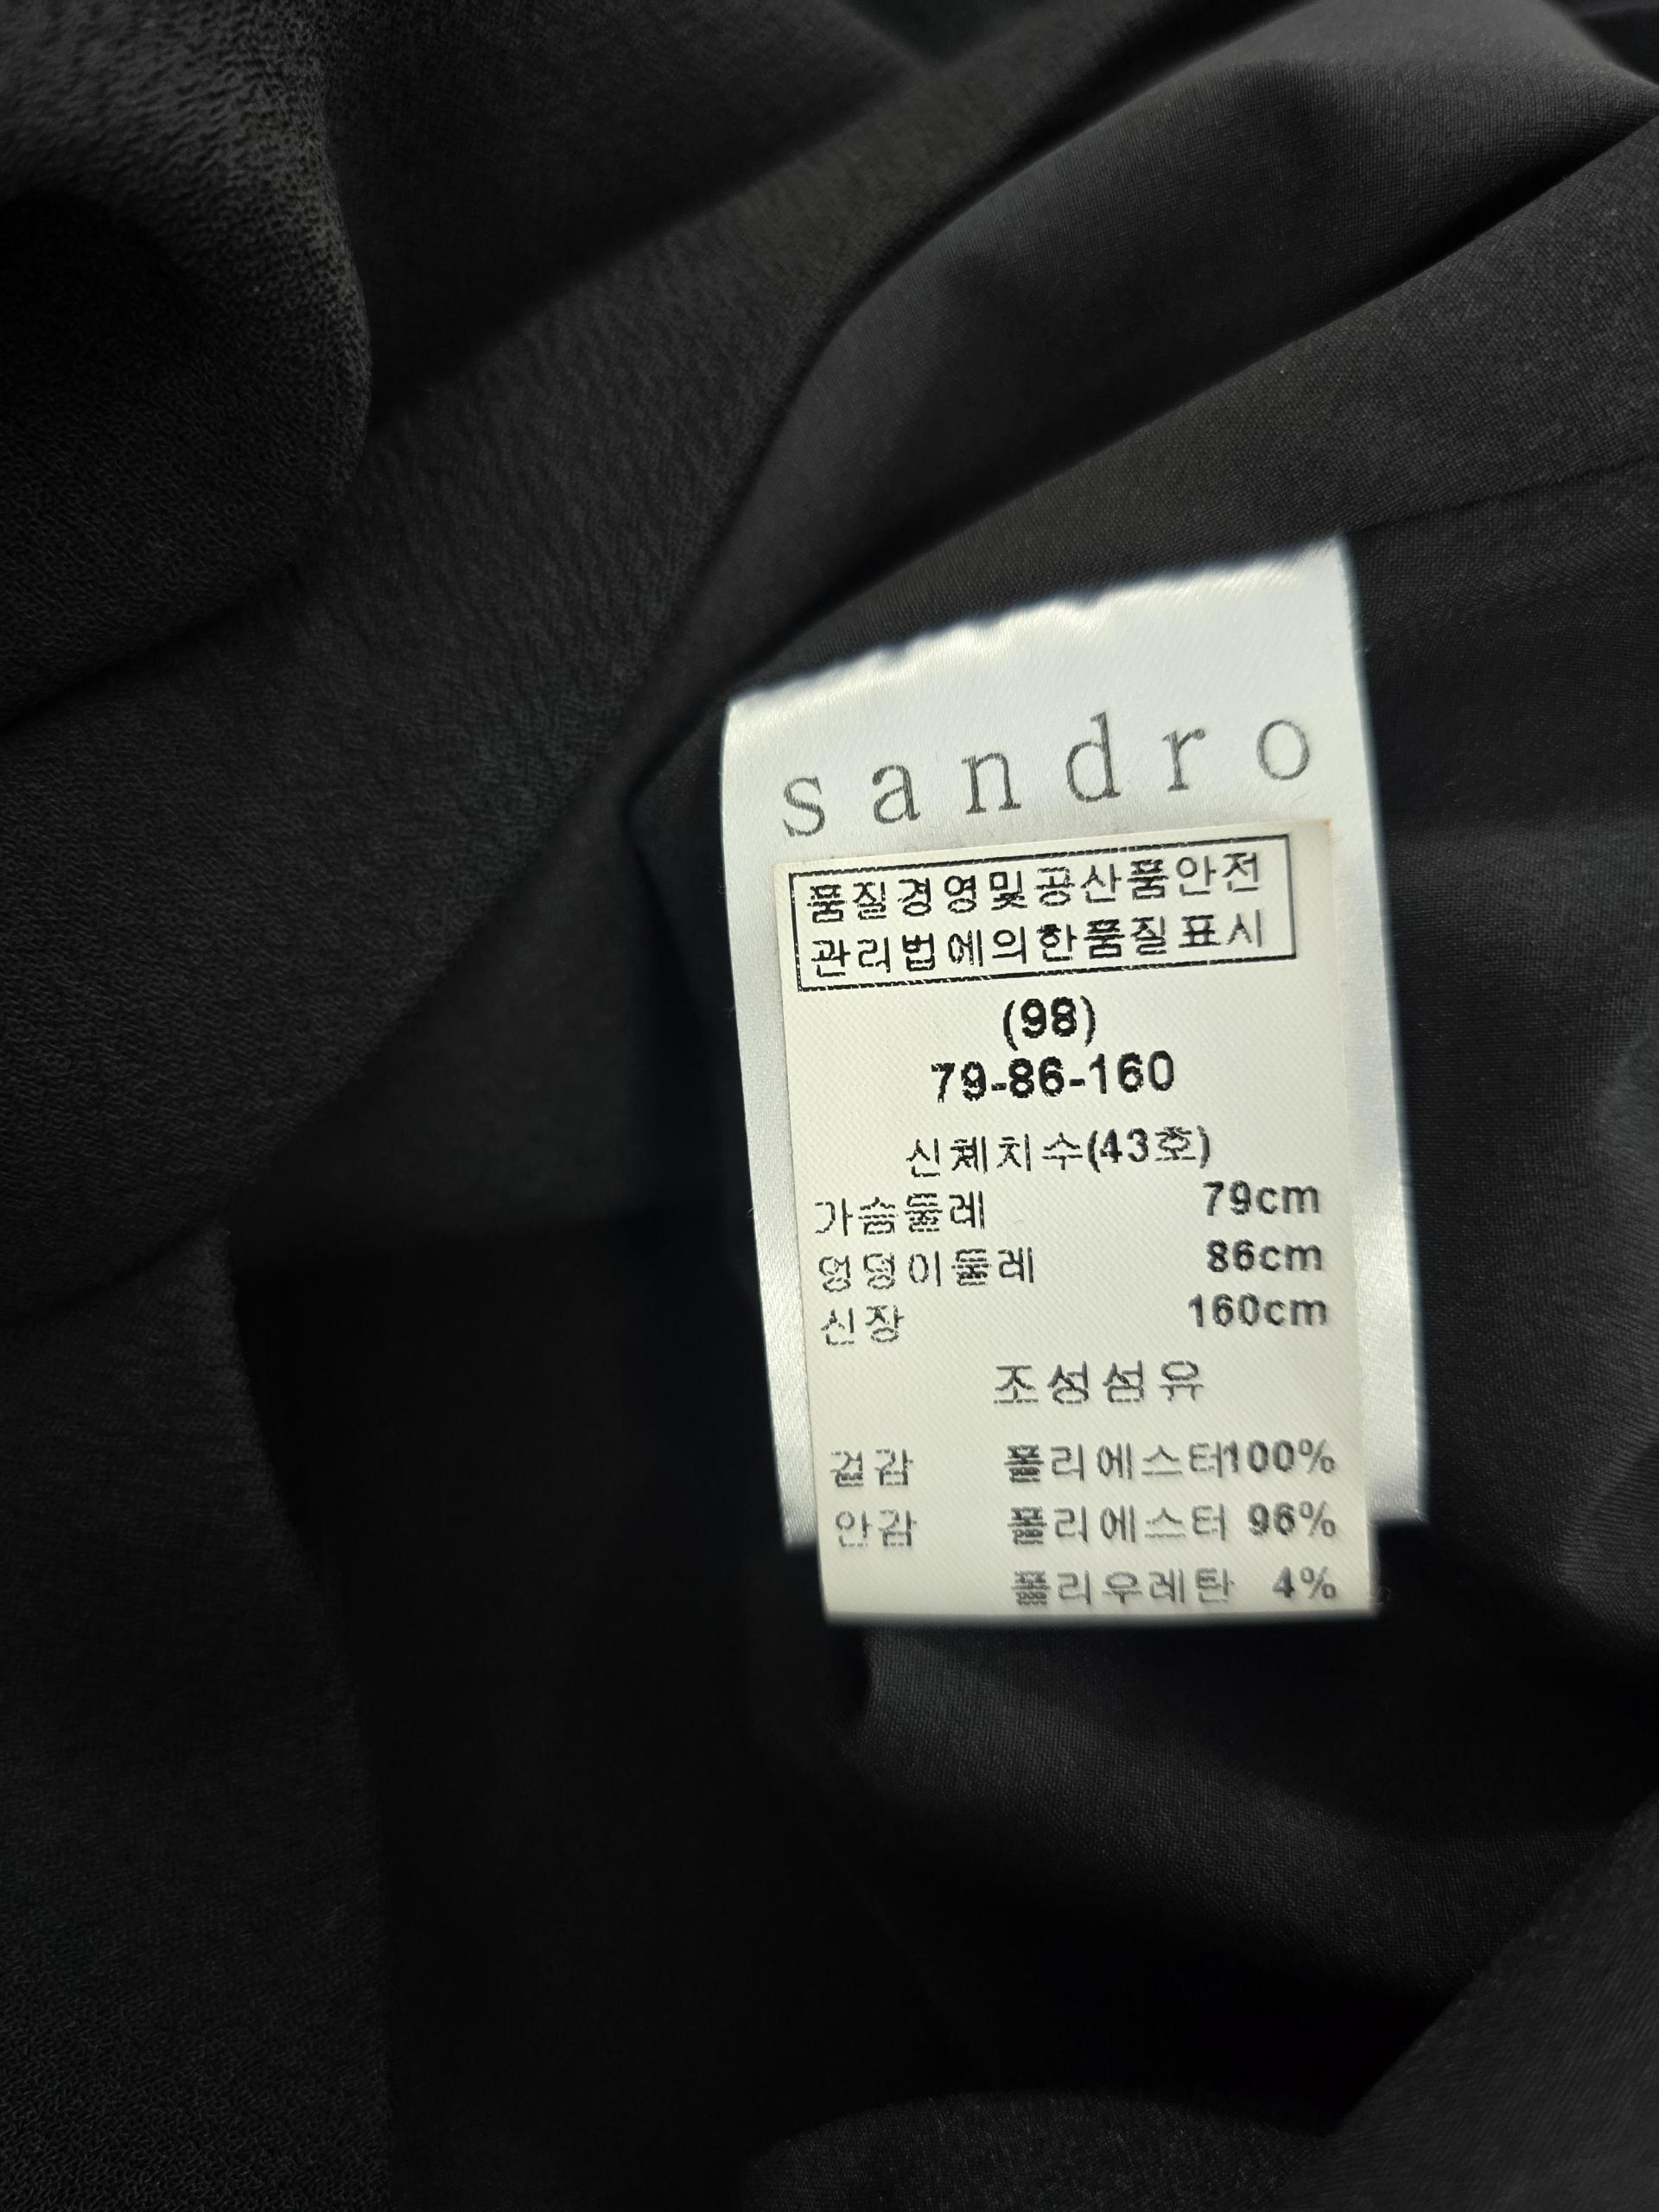 sandro
품질경영및공산품안전
관리법에의한품질표시
(98)
79-86-160
신체치수(43호)
가슴둘레 79cm
엉덩이둘레 86cm
신장 160cm
조성섬유
겉감 폴리에스터100%
안감 폴리에스터 96%
폴리우레탄 4%